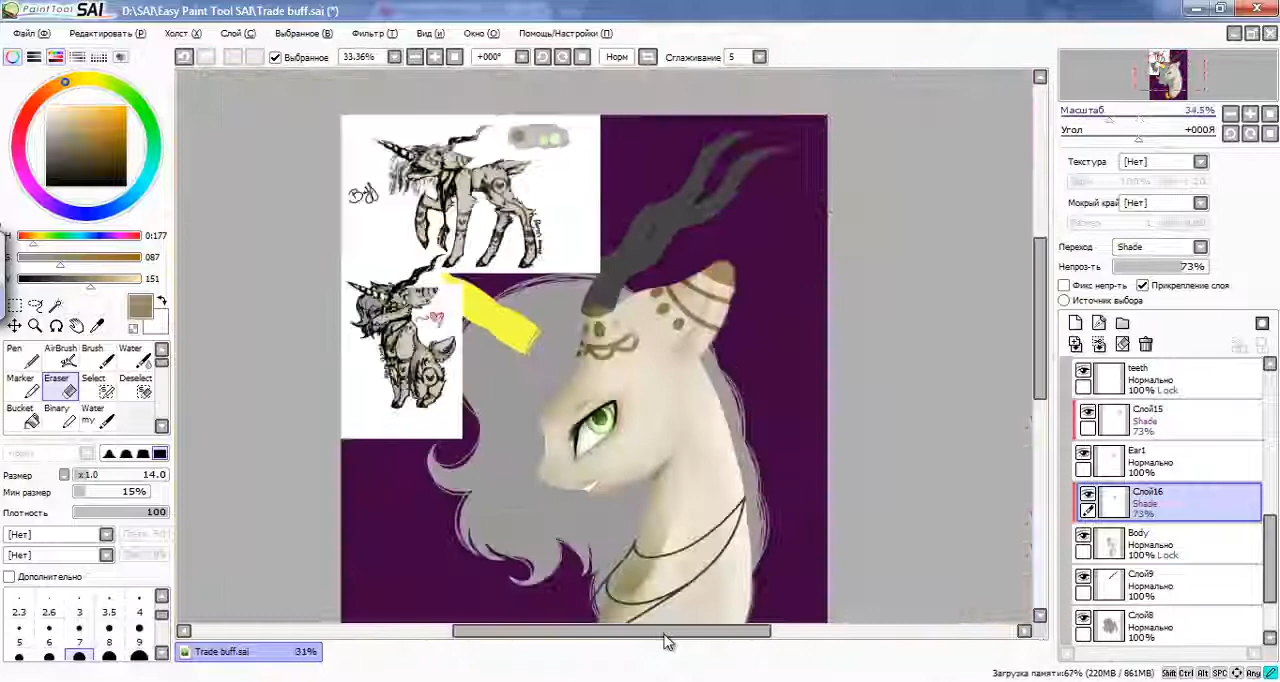 PaintTool SAI D:\SAI\Easy Paint Tool SAI\Trade buff.sai (*)
Файл(Ф) Редактировать(Р) Холст(Х) Слой(С) Выбранное(В) Фильтр(T) Вид(и) Окно(О) Помощь/Настройки(П)
Выбранное 33.36% +000° Норм Сглаживание 5
Масштаб 34.5%
Угол +000Я
Текстура [Нет]
Мокрый край [Нет]
Переход Shade
Непроз-ть 73%
Фикс непр-ть Прикрепление слоя
Источник выбора
H 0:177
087
151
Pen AirBrush Brush Water
Marker Eraser Select Deselect
Bucket Binary Water my
Размер x1.0 14.0
Мин размер 15%
Плотность 100
[Нет]
[Нет]
Дополнительно
2.3 2.6 3 3.5 4
5 6 7 8 9
teeth
Нормально
100% Lock
Слой15
Shade
73%
Ear1
Нормально
100%
Слой16
Shade
73%
Body
Нормально
100% Lock
Слой9
Нормально
100%
Слой8
Нормально
100%
Trade buff.sai 31%
Загрузка памяти:67% (220MB / 861MB) Shift Ctrl Alt SPC Any